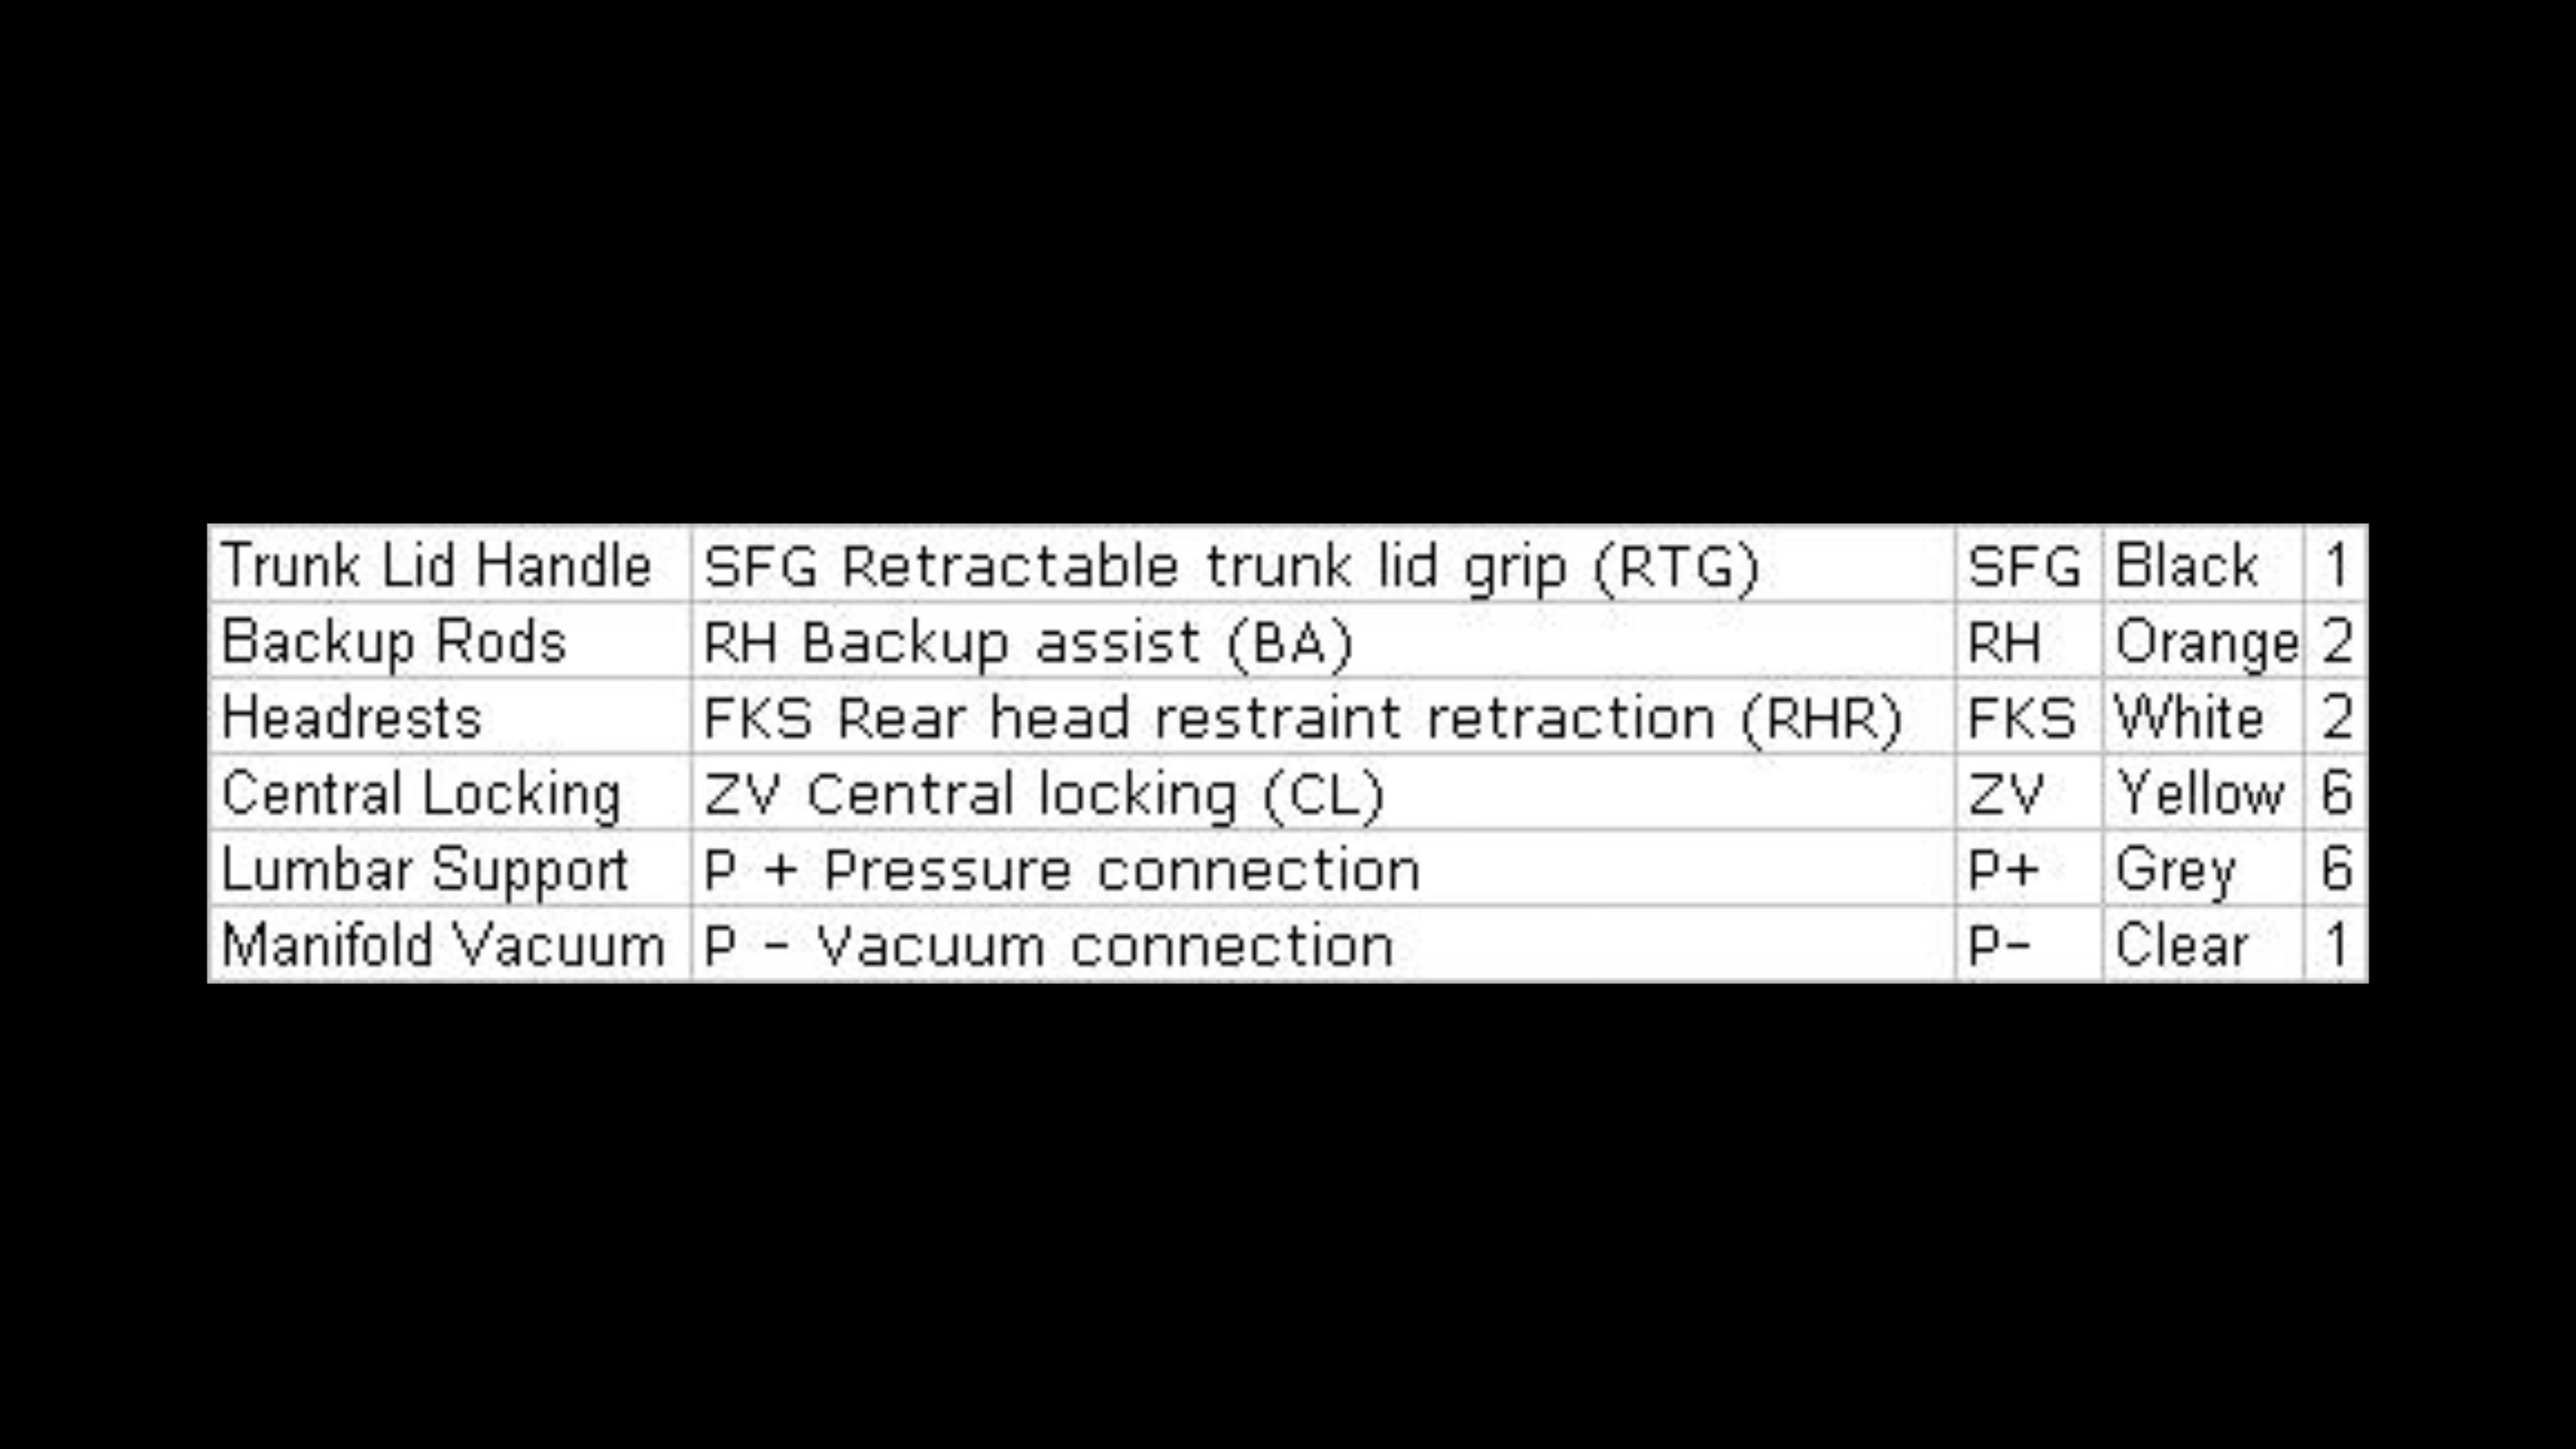 Trunk Lid Handle SFG Retractable trunk lid grip (RTG) SFG Black 1
Backup Rods RH Backup assist (BA) RH Orange 2
Headrests FKS Rear head restraint retraction (RHR) FKS White 2
Central Locking ZV Central locking (CL) ZV Yellow 6
Lumbar Support P + Pressure connection P+ Grey 6
Manifold Vacuum P - Vacuum connection P- Clear 1